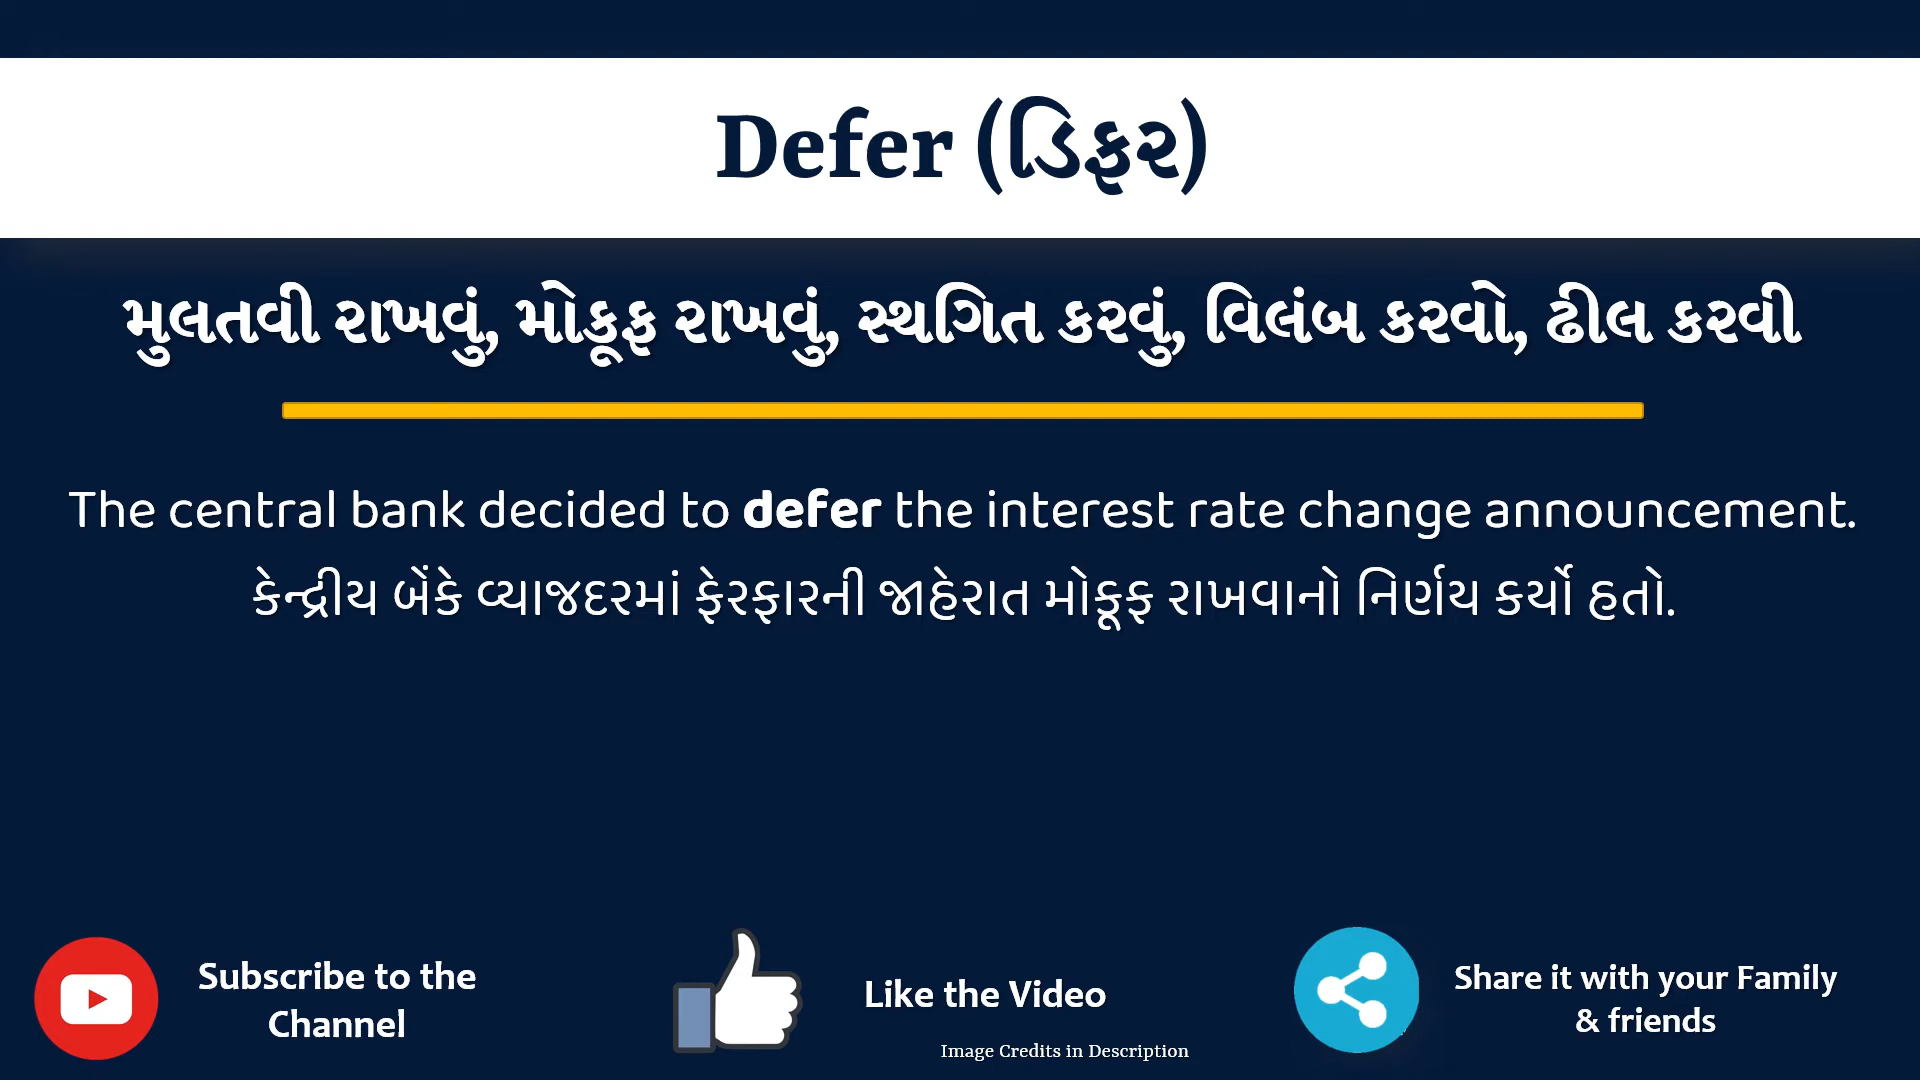 Defer (ડિફર)
મુલતવી રાખવું, મોકૂફ રાખવું, સ્થગિત કરવું, વિલંબ કરવો, ઢીલ કરવી
The central bank decided to defer the interest rate change announcement.
કેન્દ્રીય બેંકે વ્યાજદરમાં ફેરફારની જાહેરાત મોકૂફ રાખવાનો નિર્ણય કર્યો હતો.
Subscribe to the
Channel
Like the Video
Share it with your Family
& friends
Image Credits in Description